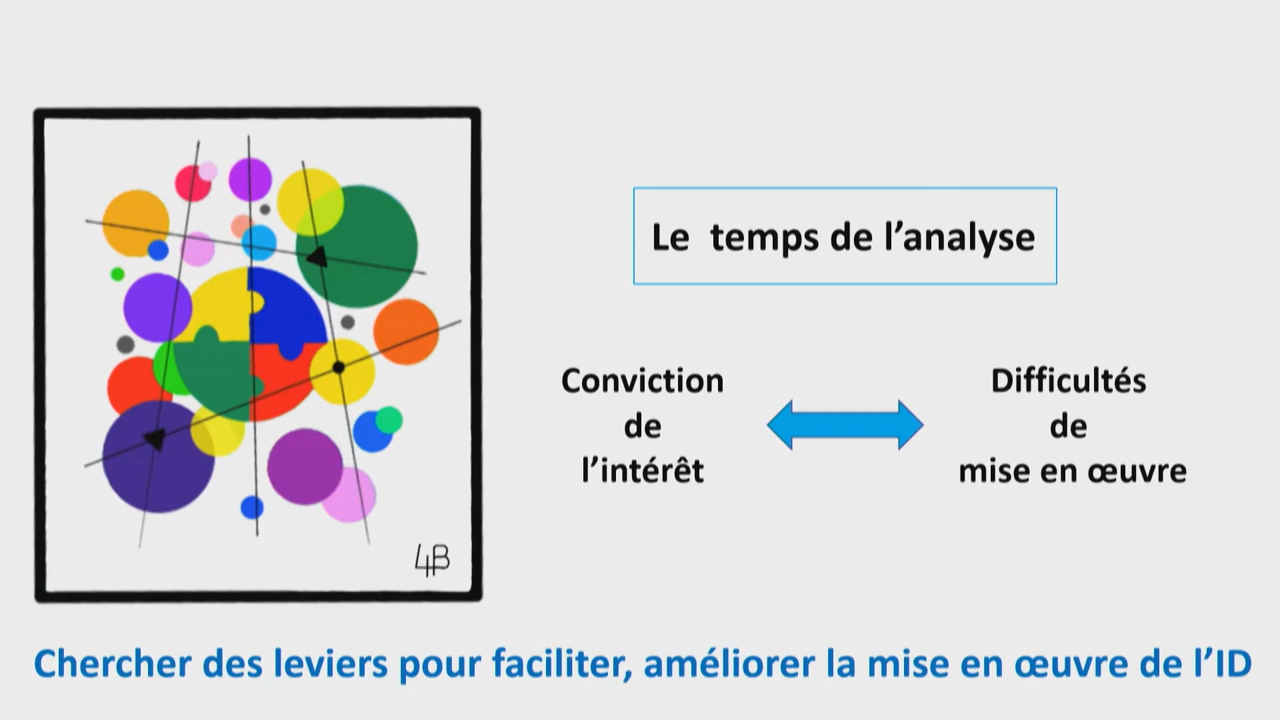 Le  temps de l’analyse
Conviction
de
l’intérêt
Difficultés
de
mise en œuvre
4B
Chercher des leviers pour faciliter, améliorer la mise en œuvre de l’ID